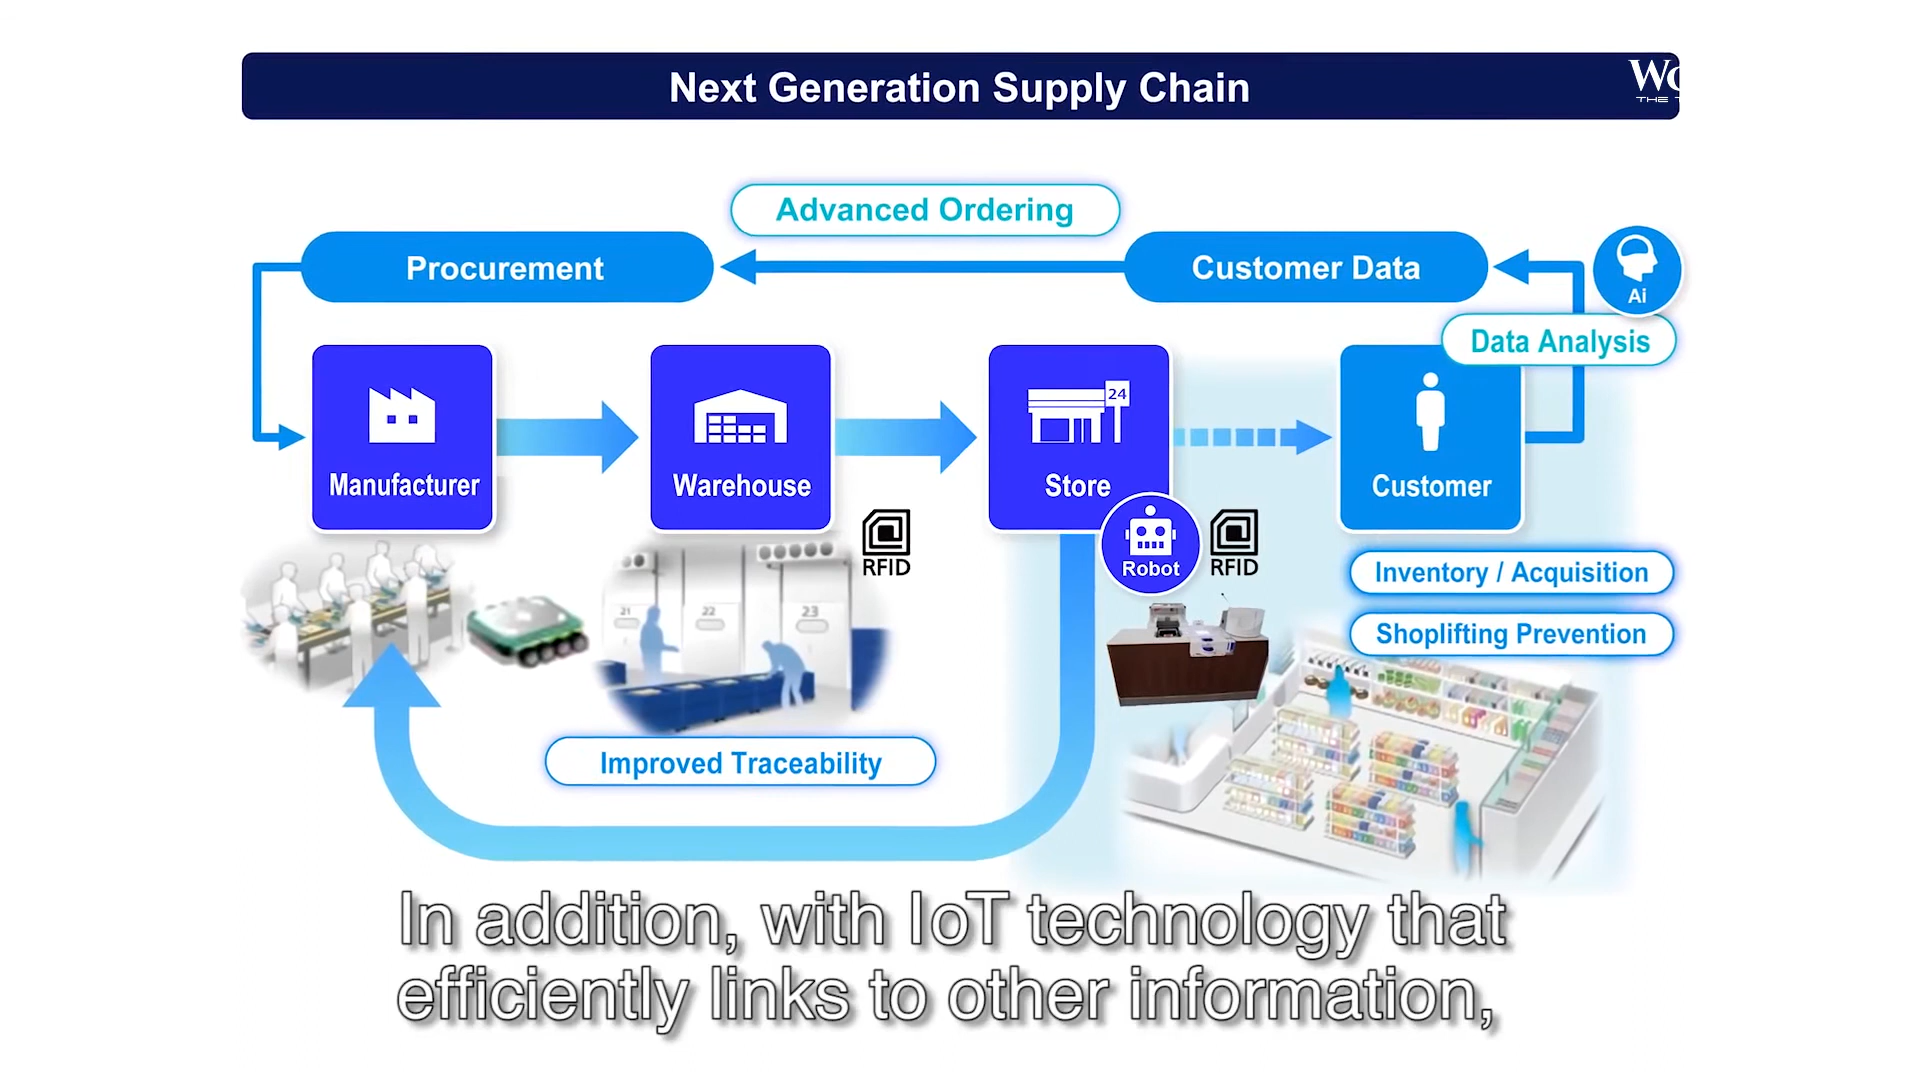 Next Generation Supply Chain
Advanced Ordering
Procurement
Customer Data
Ai
Data Analysis
24
Manufacturer
Warehouse
Store
Customer
RFID
Robot
RFID
Inventory / Acquisition
21
22
23
Shoplifting Prevention
Improved Traceability
In addition, with IoT technology that
efficiently links to other information,